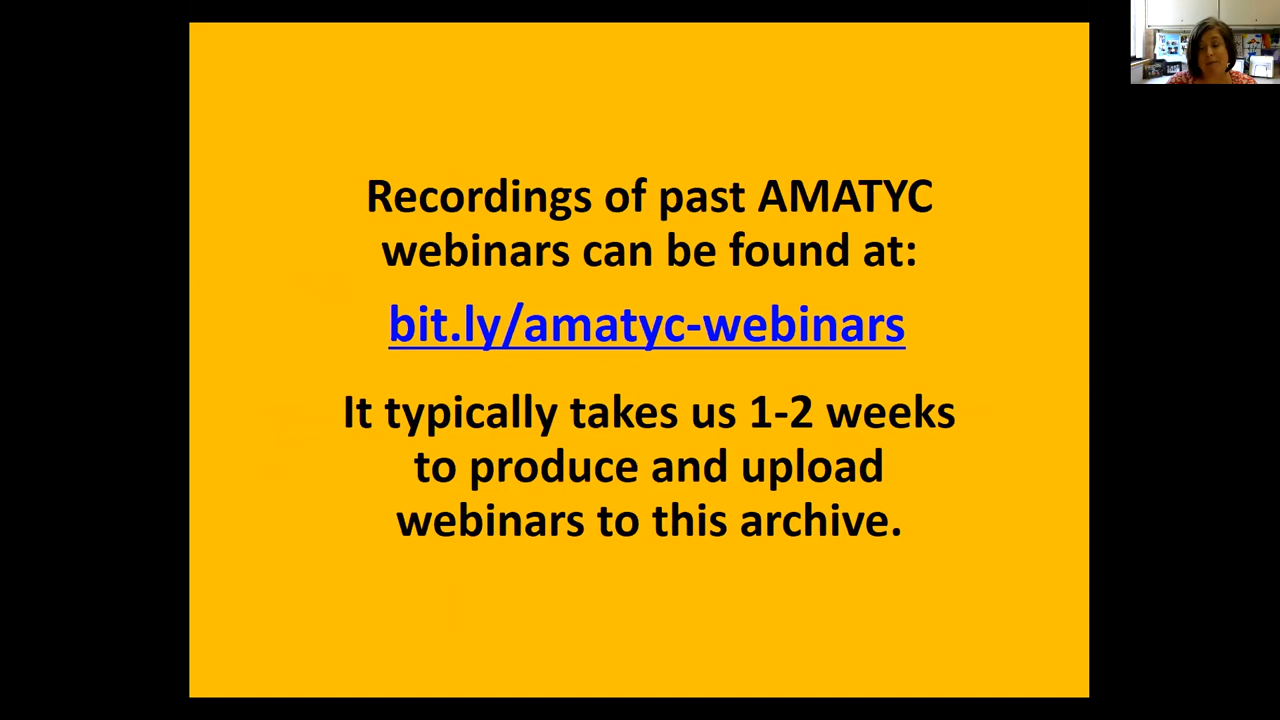 Recordings of past AMATYC
webinars can be found at:
bit.ly/amatyc-webinars
It typically takes us 1-2 weeks
to produce and upload
webinars to this archive.